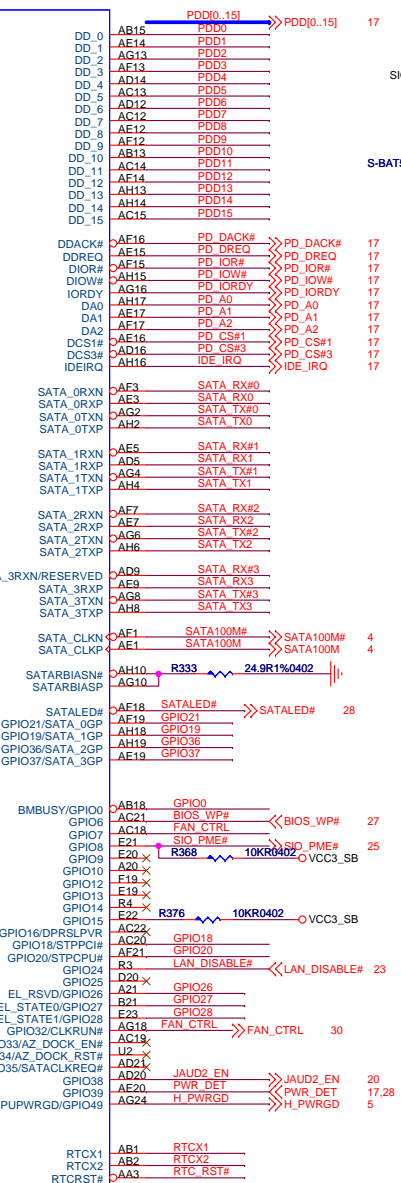 PDD[0..15] PDD[0..15] 17
DD_0 AB15 PDD0
DD_1 AE14 PDD1
DD_2 AG13 PDD2
DD_3 AF13 PDD3
DD_4 AD14 PDD4
DD_5 AC13 PDD5
DD_6 AD12 PDD6
DD_7 AC12 PDD7
DD_8 AE12 PDD8
DD_9 AF12 PDD9
DD_10 AB13 PDD10
DD_11 AC14 PDD11
DD_12 AF14 PDD12
DD_13 AH13 PDD13
DD_14 AH14 PDD14
DD_15 AC15 PDD15
DDACK# AF16 PD_DACK# PD_DACK# 17
DDREQ AE15 PD_DREQ PD_DREQ 17
DIOR# AF15 PD_IOR# PD_IOR# 17
DIOW# AH15 PD_IOW# PD_IOW# 17
IORDY AG16 PD_IORDY PD_IORDY 17
DA0 AH17 PD_A0 PD_A0 17
DA1 AE17 PD_A1 PD_A1 17
DA2 AF17 PD_A2 PD_A2 17
DCS1# AE16 PD_CS#1 PD_CS#1 17
DCS3# AD16 PD_CS#3 PD_CS#3 17
IDEIRQ AH16 IDE_IRQ IDE_IRQ 17
SATA_0RXN AF3 SATA_RX#0
SATA_0RXP AE3 SATA_RX0
SATA_0TXN AG2 SATA_TX#0
SATA_0TXP AH2 SATA_TX0
SATA_1RXN AE5 SATA_RX#1
SATA_1RXP AD5 SATA_RX1
SATA_1TXN AG4 SATA_TX#1
SATA_1TXP AH4 SATA_TX1
SATA_2RXN AF7 SATA_RX#2
SATA_2RXP AE7 SATA_RX2
SATA_2TXN AG6 SATA_TX#2
SATA_2TXP AH6 SATA_TX2
A_3RXN/RESERVED AD9 SATA_RX#3
SATA_3RXP AE9 SATA_RX3
SATA_3TXN AG8 SATA_TX#3
SATA_3TXP AH8 SATA_TX3
SATA_CLKN AF1 SATA100M# SATA100M# 4
SATA_CLKP AE1 SATA100M SATA100M 4
SATARBIASN# AH10 R333 24.9R1%0402
SATARBIASP AG10
SATALED# AF18 SATALED# SATALED# 28
GPIO21/SATA_0GP AF19 GPIO21
GPIO19/SATA_1GP AH18 GPIO19
GPIO36/SATA_2GP AH19 GPIO36
GPIO37/SATA_3GP AE19 GPIO37
BMBUSY/GPIO0 AB18 GPIO0
GPIO6 AC21 BIOS_WP# BIOS_WP# 27
GPIO7 AC18 FAN_CTRL
GPIO8 E21 SIO_PME# SIO_PME# 25
GPIO9 E20 R368 10KR0402 VCC3_SB
GPIO10 A20
GPIO12 F19
GPIO13 E19
GPIO14 R4
GPIO15 E22 R376 10KR0402 VCC3_SB
GPIO16/DPRSLPVR AC22
GPIO18/STPPCI# AC20 GPIO18
GPIO20/STPCPU# AF21 GPIO20
GPIO24 R3 LAN_DISABLE# LAN_DISABLE# 23
GPIO25 D20
EL_RSVD/GPIO26 A21 GPIO26
EL_STATE0/GPIO27 B21 GPIO27
EL_STATE1/GPIO28 E23 GPIO28
GPIO32/CLKRUN# AG18 FAN_CTRL FAN_CTRL 30
O33/AZ_DOCK_EN# AC19
34/AZ_DOCK_RST# U2
O35/SATACLKREQ# AD21
GPIO38 AD20 JAUD2_EN JAUD2_EN 20
GPIO39 AE20 PWR_DET PWR_DET 17,28
PUPWRGD/GPIO49 AG24 H_PWRGD H_PWRGD 5
RTCX1 AB1 RTCX1
RTCX2 AB2 RTCX2
RTCRST# AA3 RTC_RST#